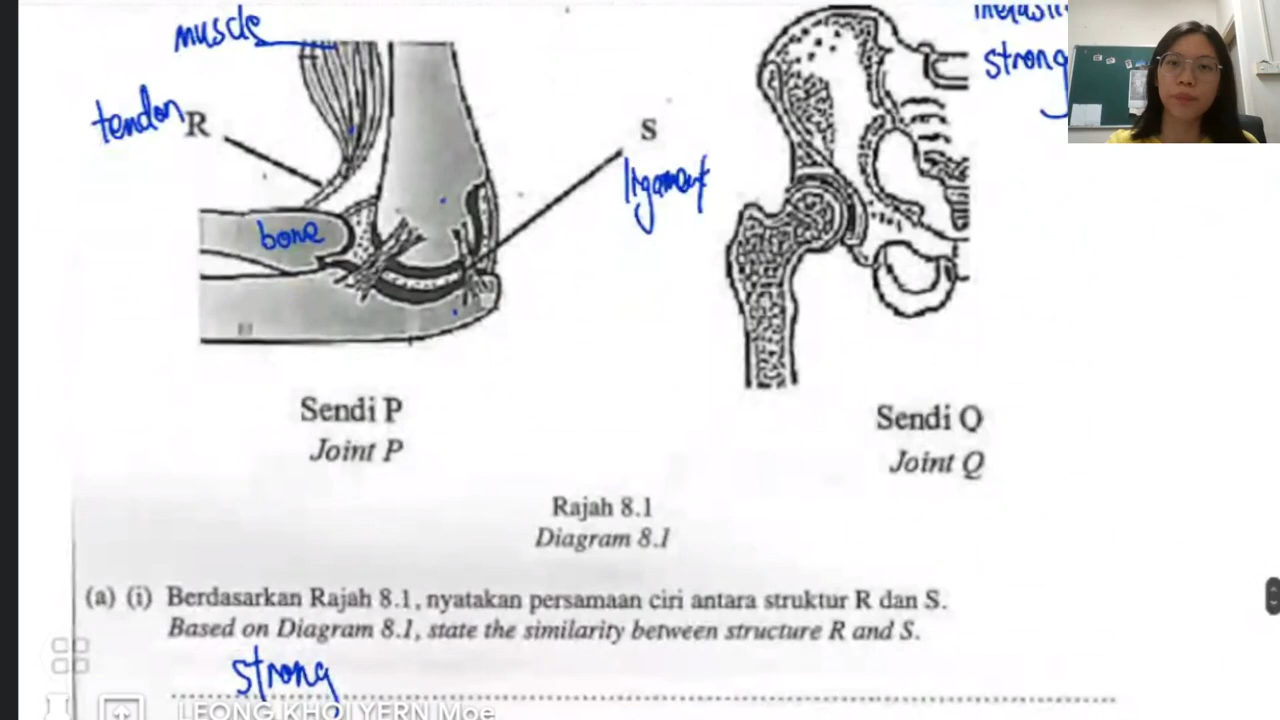 muscle
strong
tendon R
S
ligament
bone
Sendi P
Joint P
Sendi Q
Joint Q
Rajah 8.1
Diagram 8.1
(a) (i) Berdasarkan Rajah 8.1, nyatakan persamaan ciri antara struktur R dan S.
Based on Diagram 8.1, state the similarity between structure R and S.
strong
LEONG KHOI YERN Moe